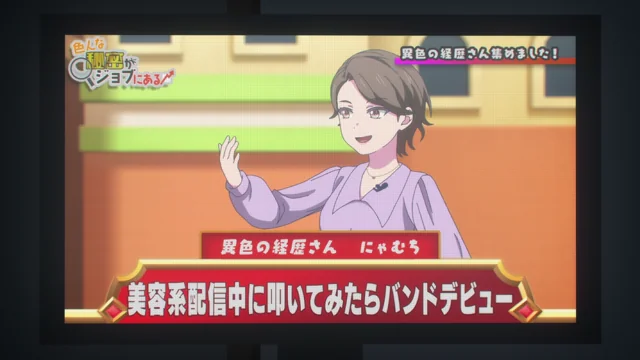 色んな
秘密が
ジョブにある!
異色の経歴さん集めました!
異色の経歴さん にゃむち
美容系配信中に叩いてみたらバンドデビュー